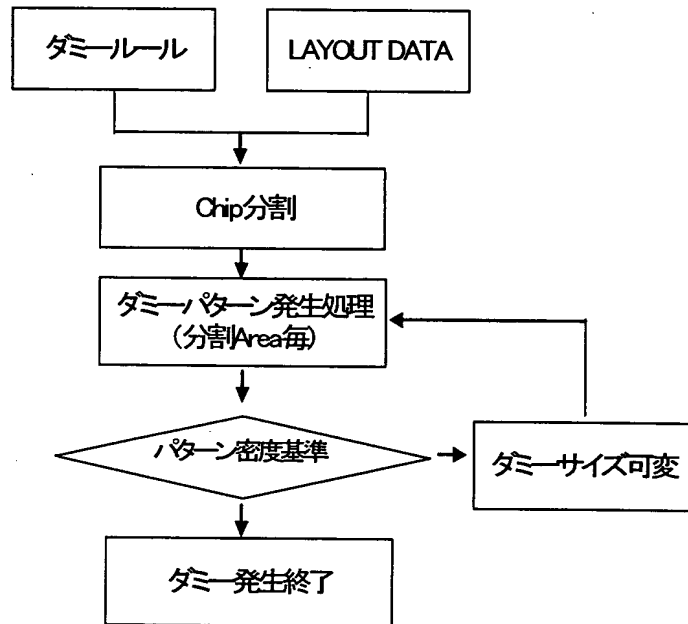 ダミールール
LAYOUT DATA
Chip分割
ダミーパターン発生処理
（分割Area毎）
パターン密度基準
ダミーサイズ可変
ダミー発生終了